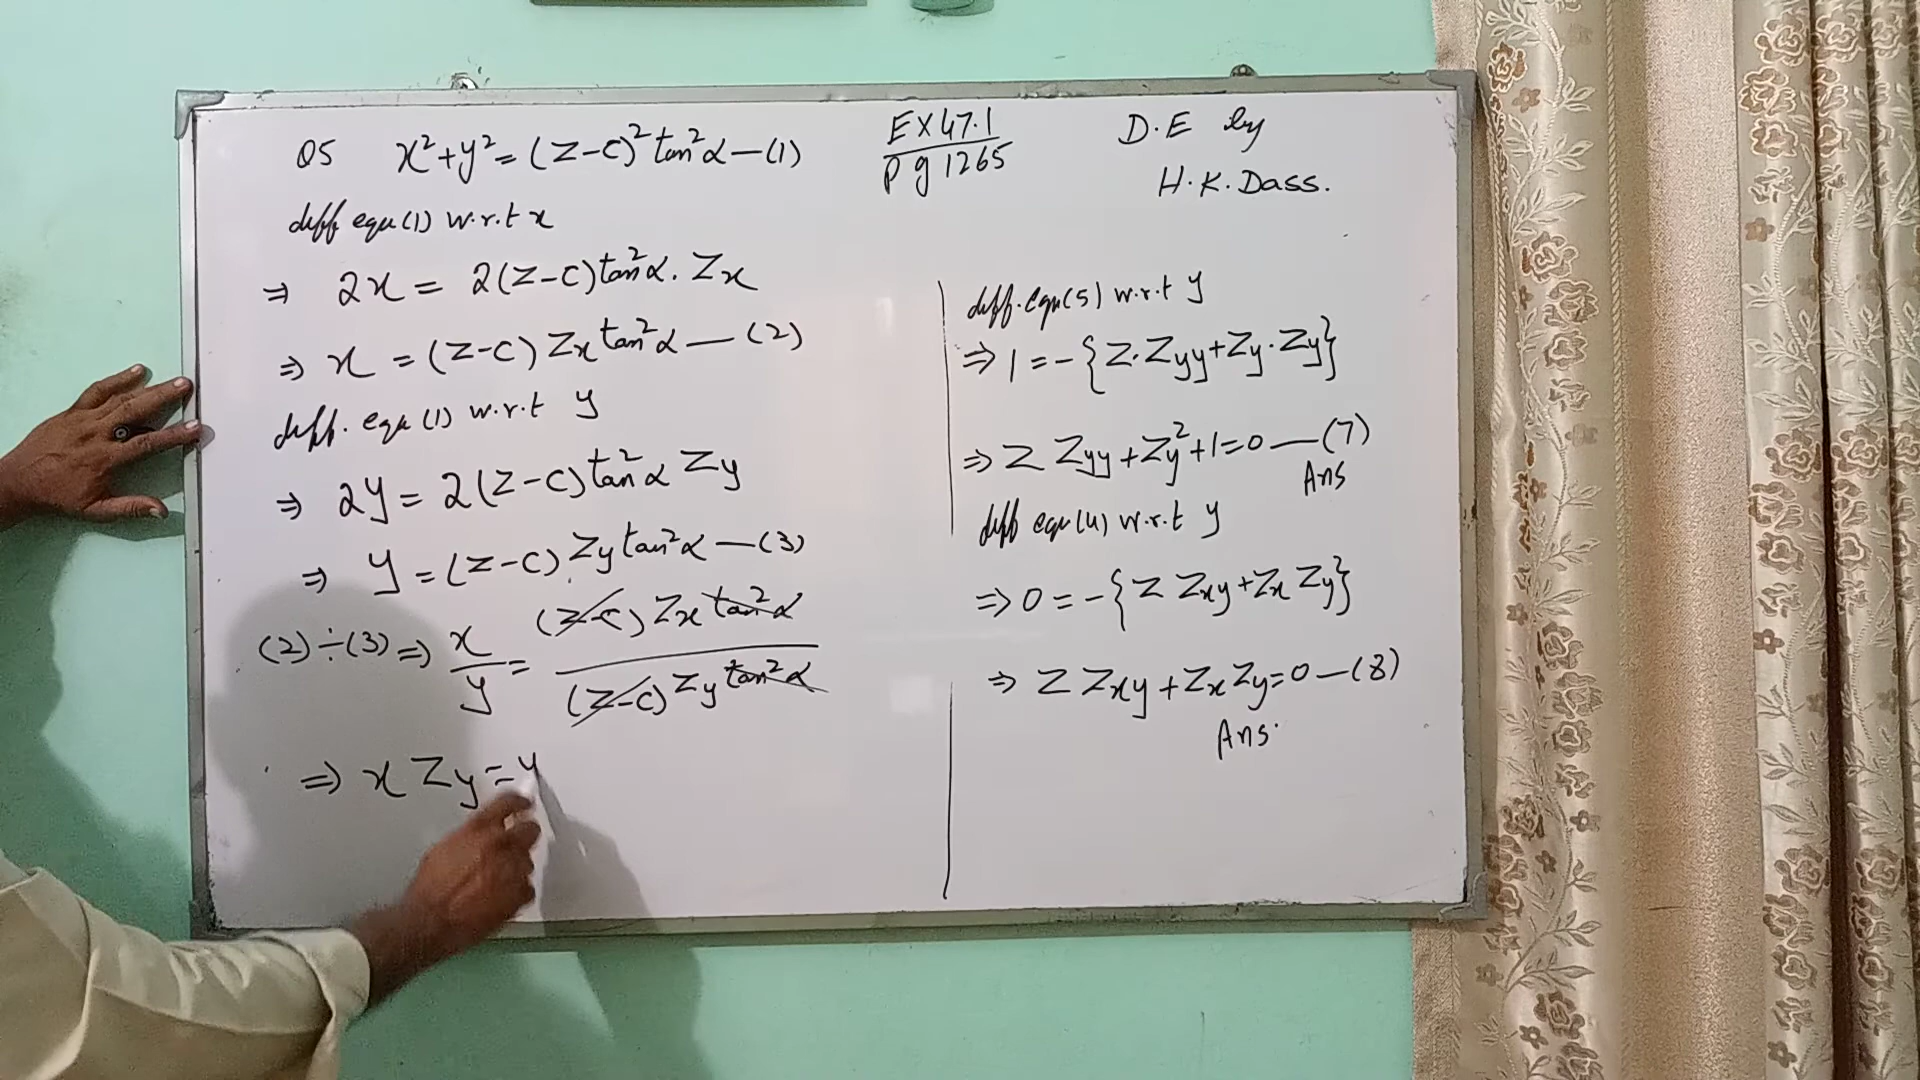 Q5 x²+y²=(z-c)²tan²α—(1)
EX 47.1
Pg 1265
D.E by
H.K.Dass.
diff equ(1) w.r.t x
⇒ 2x = 2(z-c)tan²α. Zx
⇒ x = (z-c) Zx tan²α — (2)
diff. equ(1) w.r.t y
⇒ 2y = 2(z-c)tan²α Zy
⇒ y = (z-c) Zy tan²α —(3)
(2)÷(3) ⇒ x/y = (z-c) Zx tan²α / (z-c) Zy tan²α
⇒ x Zy = y
diff. equ(5) w.r.t y
⇒ 1 = -{z. Zyy+Zy. Zy}
⇒ z Zyy + Zy² +1=0 —(7)
Ans
diff equ(4) w.r.t y
⇒ 0 = -{z Zxy + Zx Zy}
⇒ z Zxy + Zx Zy=0 —(8)
Ans.